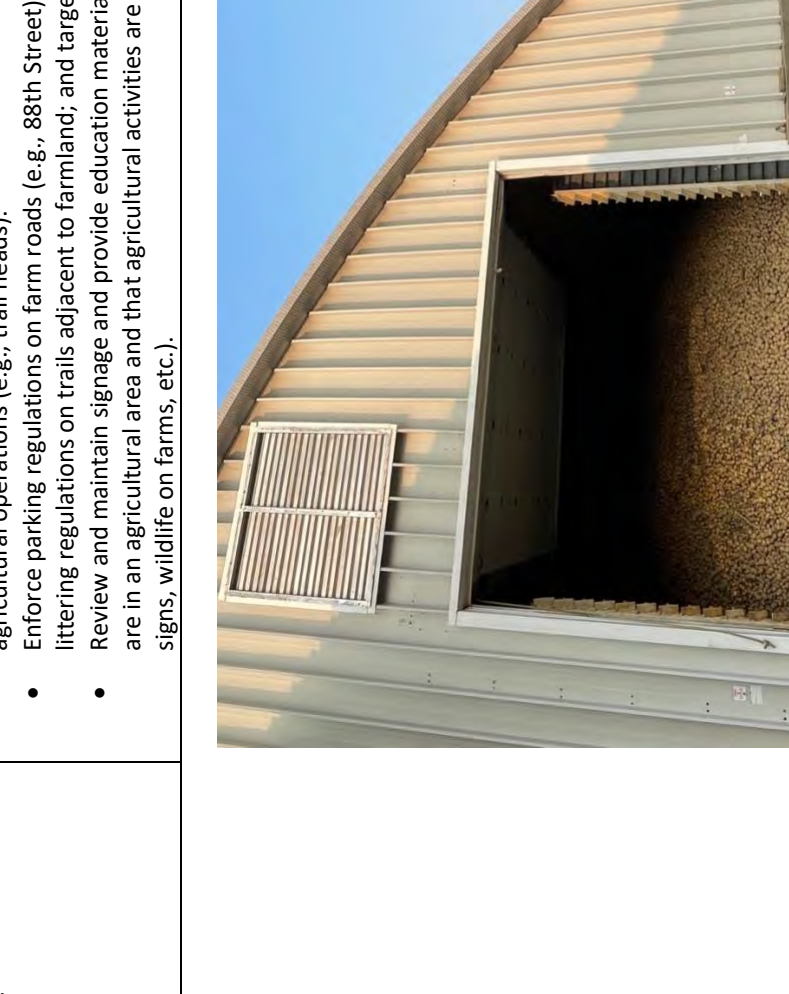 agricultural operations (e.g., trail heads).
• Enforce parking regulations on farm roads (e.g., 88th Street)
littering regulations on trails adjacent to farmland; and targe
• Review and maintain signage and provide education materia
are in an agricultural area and that agricultural activities are
signs, wildlife on farms, etc.).